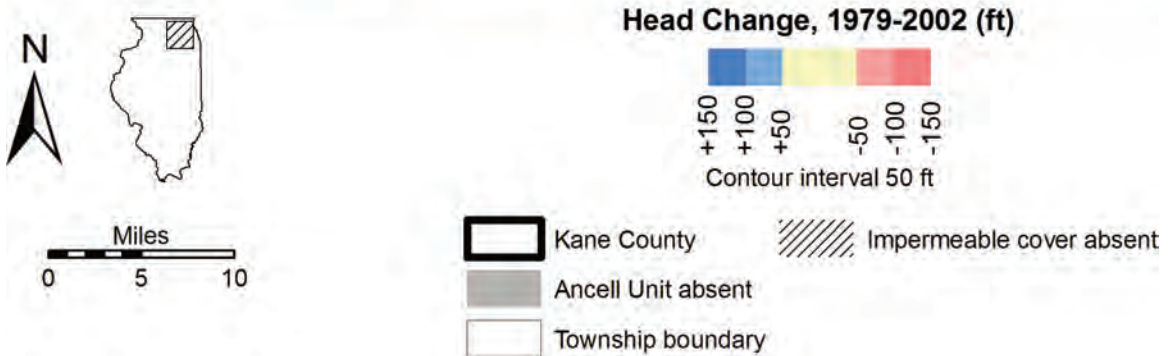 Head Change, 1979-2002 (ft)
N
+150
+100
+50
-50
-100
-150
Contour interval 50 ft
Miles
0 5 10
Kane County
Impermeable cover absent
Ancell Unit absent
Township boundary